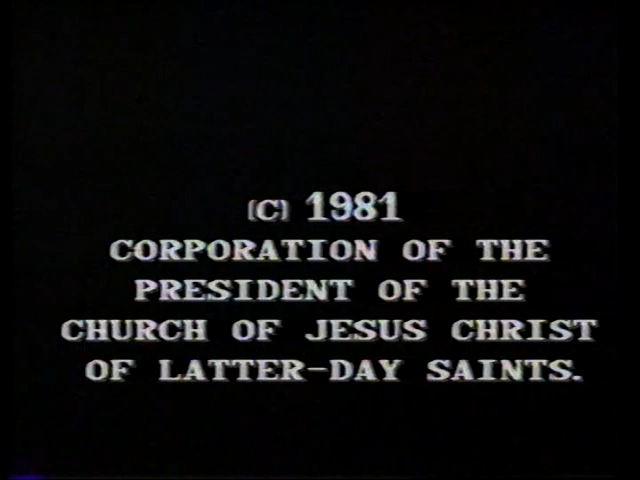 (C) 1981
CORPORATION OF THE
PRESIDENT OF THE
CHURCH OF JESUS CHRIST
OF LATTER-DAY SAINTS.